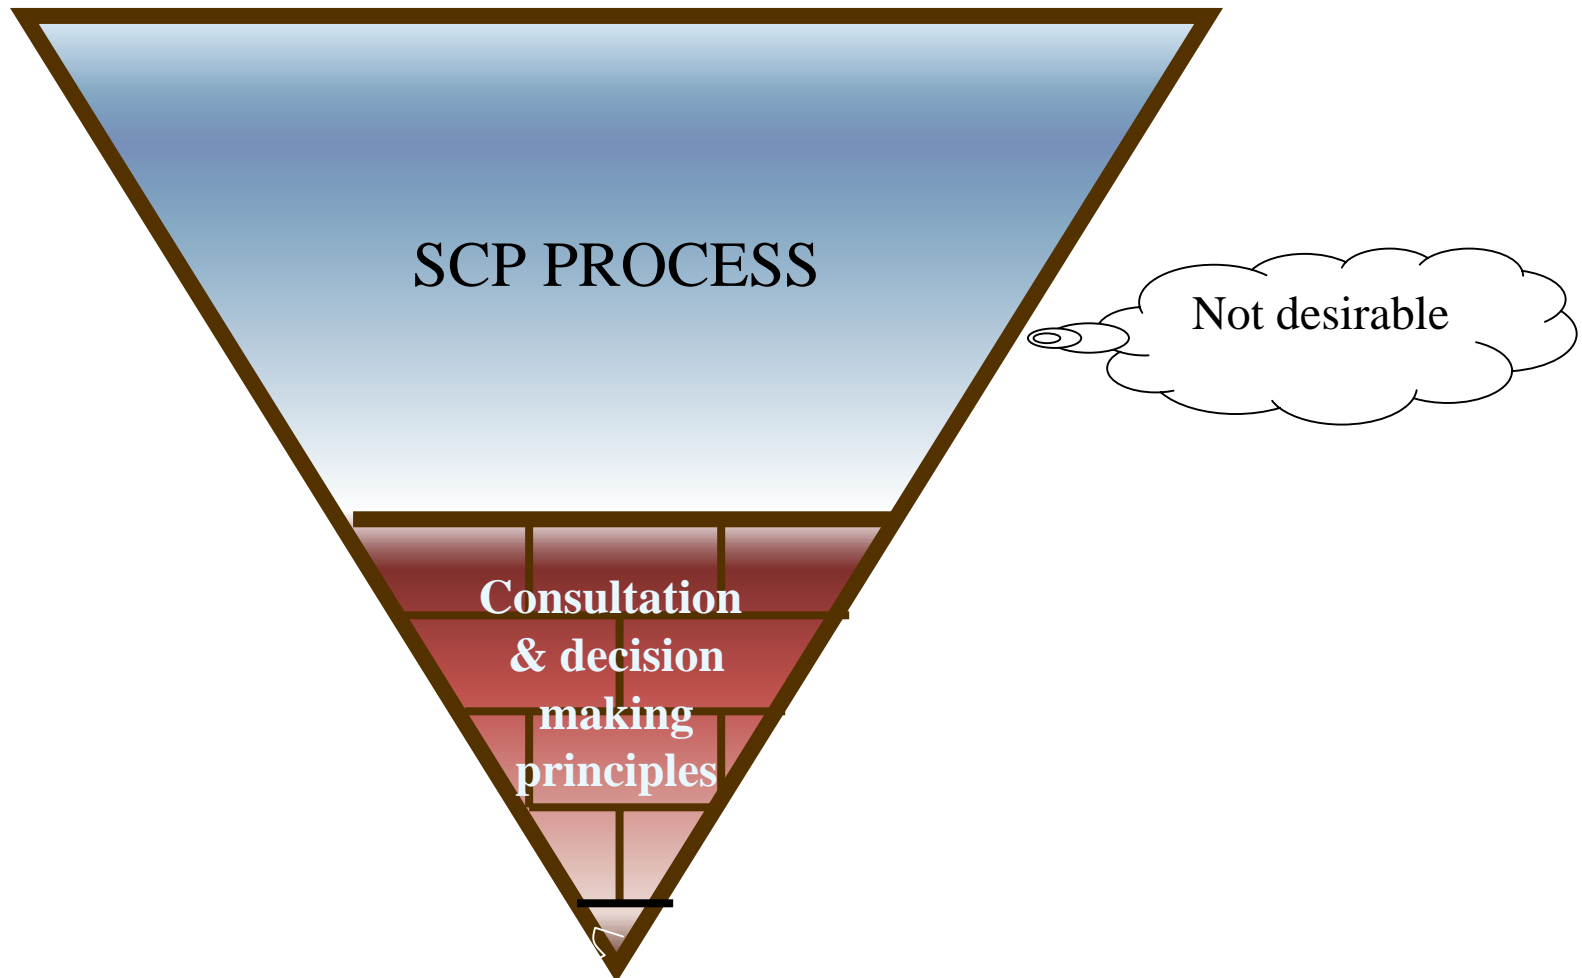 SCP PROCESS
Not desirable
Consultation
& decision
making
principles